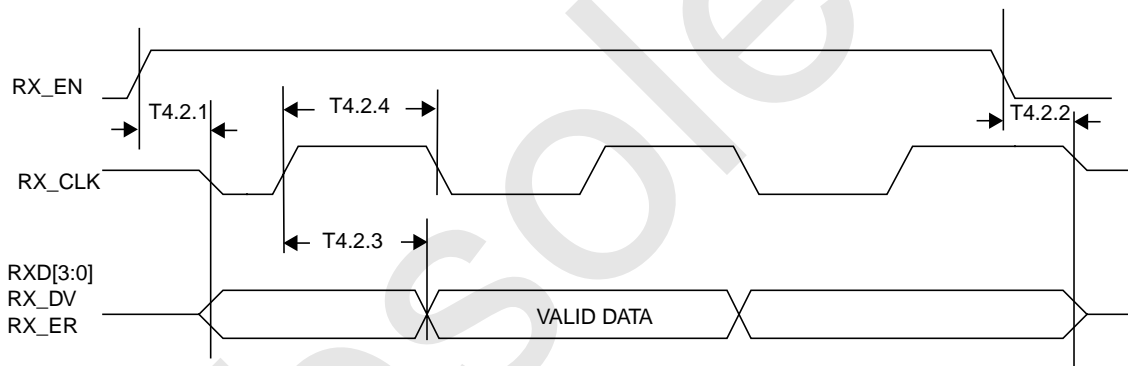 RX_EN
T4.2.1
T4.2.4
T4.2.2
RX_CLK
T4.2.3
RXD[3:0]
RX_DV
RX_ER
VALID DATA